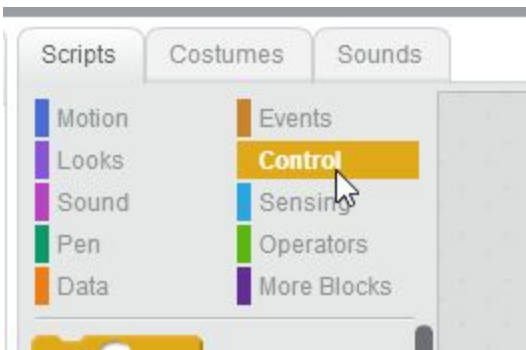 Scripts Costumes Sounds
Motion Events
Looks Control
Sound Sensing
Pen Operators
Data More Blocks